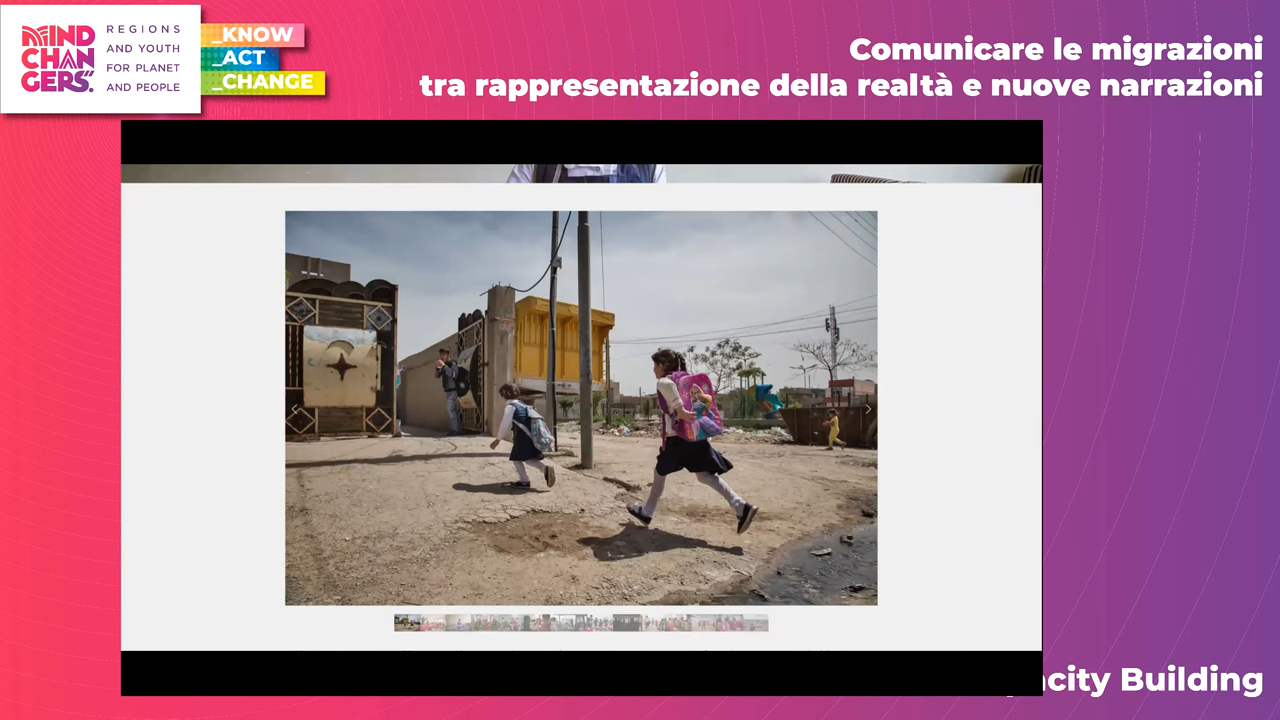 MIND
CHAN
GERS
REGIONS
AND YOUTH
FOR PLANET
AND PEOPLE
_KNOW
_ACT
_CHANGE
Comunicare le migrazioni
tra rappresentazione della realtà e nuove narrazioni
Building